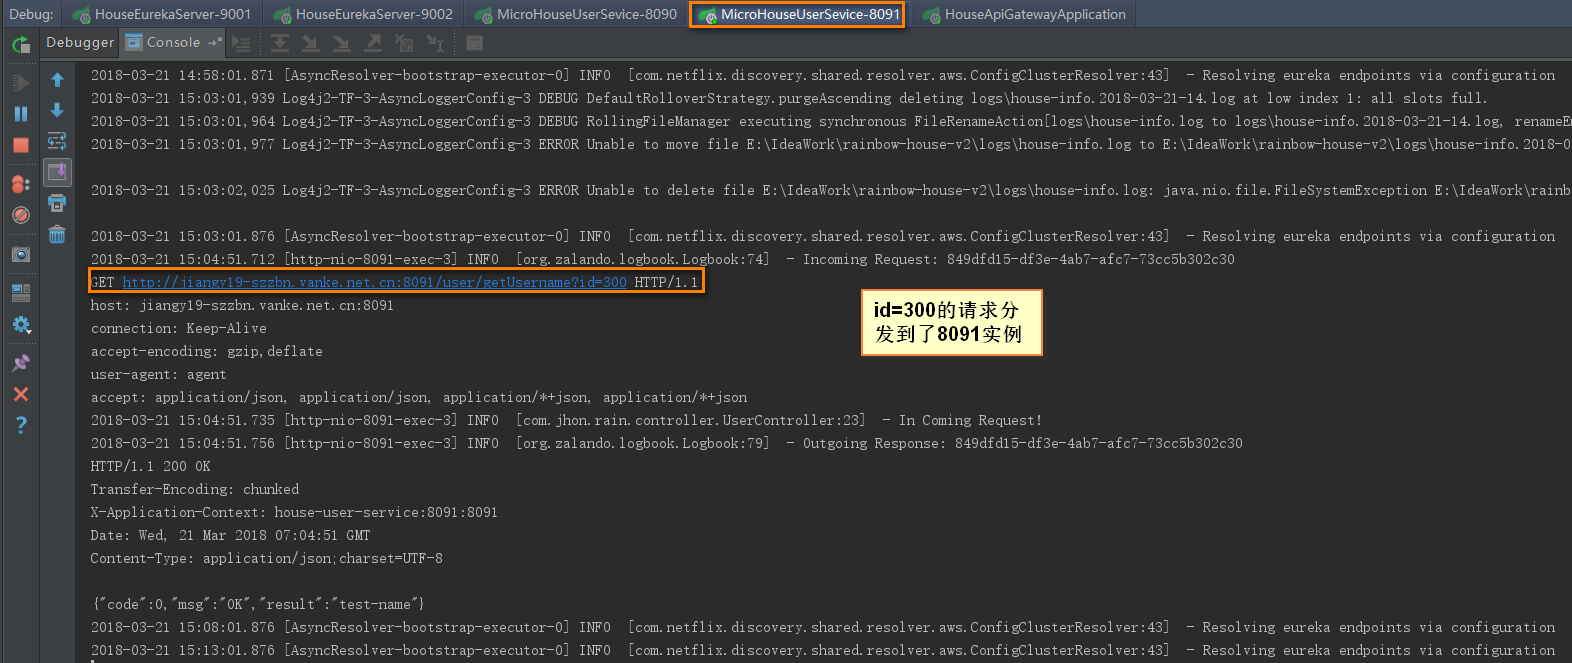 Debug: HouseEurekaServer-9001 HouseEurekaServer-9002 MicroHouseUserSevice-8090 MicroHouseUserSevice-8091 HouseApiGatewayApplication
Debugger Console
2018-03-21 14:58:01.871 [AsyncResolver-bootstrap-executor-0] INFO  [com.netflix.discovery.shared.resolver.aws.ConfigClusterResolver:43]  - Resolving eureka endpoints via configuration
2018-03-21 15:03:01,939 Log4j2-TF-3-AsyncLoggerConfig-3 DEBUG DefaultRolloverStrategy.purgeAscending deleting logs\house-info.2018-03-21-14.log at low index 1: all slots full.
2018-03-21 15:03:01,964 Log4j2-TF-3-AsyncLoggerConfig-3 DEBUG RollingFileManager executing synchronous FileRenameAction[logs\house-info.log to logs\house-info.2018-03-21-14.log, renameEm
2018-03-21 15:03:01,977 Log4j2-TF-3-AsyncLoggerConfig-3 ERROR Unable to move file E:\IdeaWork\rainbow-house-v2\logs\house-info.log to E:\IdeaWork\rainbow-house-v2\logs\house-info.2018-0
2018-03-21 15:03:02,025 Log4j2-TF-3-AsyncLoggerConfig-3 ERROR Unable to delete file E:\IdeaWork\rainbow-house-v2\logs\house-info.log: java.nio.file.FileSystemException E:\IdeaWork\rainb
2018-03-21 15:03:01.876 [AsyncResolver-bootstrap-executor-0] INFO  [com.netflix.discovery.shared.resolver.aws.ConfigClusterResolver:43]  - Resolving eureka endpoints via configuration
2018-03-21 15:04:51.712 [http-nio-8091-exec-3] INFO  [org.zalando.logbook.Logbook:74]  - Incoming Request: 849dfd15-df3e-4ab7-afc7-73cc5b302c30
GET http://jiangy19-szzbn.vanke.net.cn:8091/user/getUsername?id=300 HTTP/1.1
host: jiangy19-szzbn.vanke.net.cn:8091
id=300的请求分
发到了8091实例
connection: Keep-Alive
accept-encoding: gzip,deflate
user-agent: agent
accept: application/json, application/json, application/*+json, application/*+json
2018-03-21 15:04:51.735 [http-nio-8091-exec-3] INFO  [com.jhon.rain.controller.UserController:23]  - In Coming Request!
2018-03-21 15:04:51.756 [http-nio-8091-exec-3] INFO  [org.zalando.logbook.Logbook:79]  - Outgoing Response: 849dfd15-df3e-4ab7-afc7-73cc5b302c30
HTTP/1.1 200 OK
Transfer-Encoding: chunked
X-Application-Context: house-user-service:8091:8091
Date: Wed, 21 Mar 2018 07:04:51 GMT
Content-Type: application/json;charset=UTF-8
{"code":0,"msg":"OK","result":"test-name"}
2018-03-21 15:08:01.876 [AsyncResolver-bootstrap-executor-0] INFO  [com.netflix.discovery.shared.resolver.aws.ConfigClusterResolver:43]  - Resolving eureka endpoints via configuration
2018-03-21 15:13:01.876 [AsyncResolver-bootstrap-executor-0] INFO  [com.netflix.discovery.shared.resolver.aws.ConfigClusterResolver:43]  - Resolving eureka endpoints via configuration